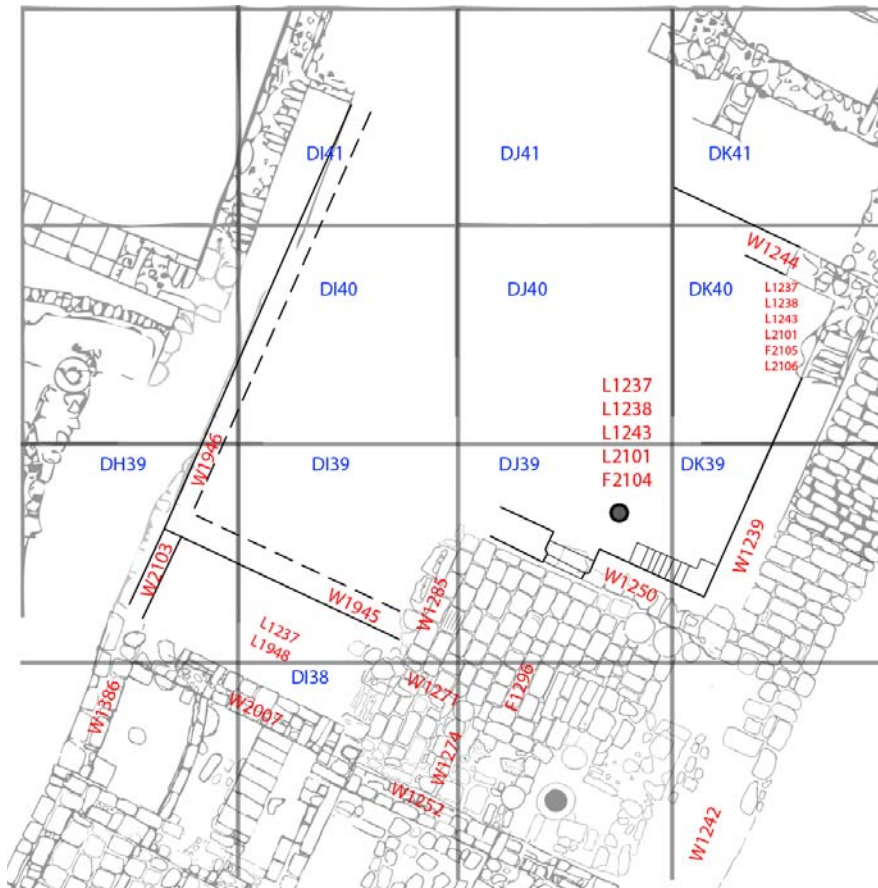 DI41
DJ41
DK41
W1244
DI40
DJ40
DK40
L1237
L1238
L1243
L2101
F2105
L2106
L1237
L1238
L1243
L2101
F2104
DH39
W1946
DI39
DJ39
DK39
W1239
W2103
W1945
W1285
W1250
L1237
L1948
DI38
W1386
W2007
W1271
F1296
W1274
W1252
W1242